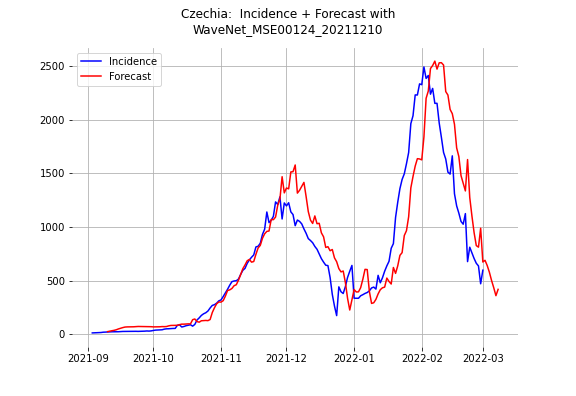 Czechia:  Incidence + Forecast with
WaveNet_MSE00124_20211210
Incidence
Forecast
2500
2000
1500
1000
500
0
2021-09 2021-10 2021-11 2021-12 2022-01 2022-02 2022-03